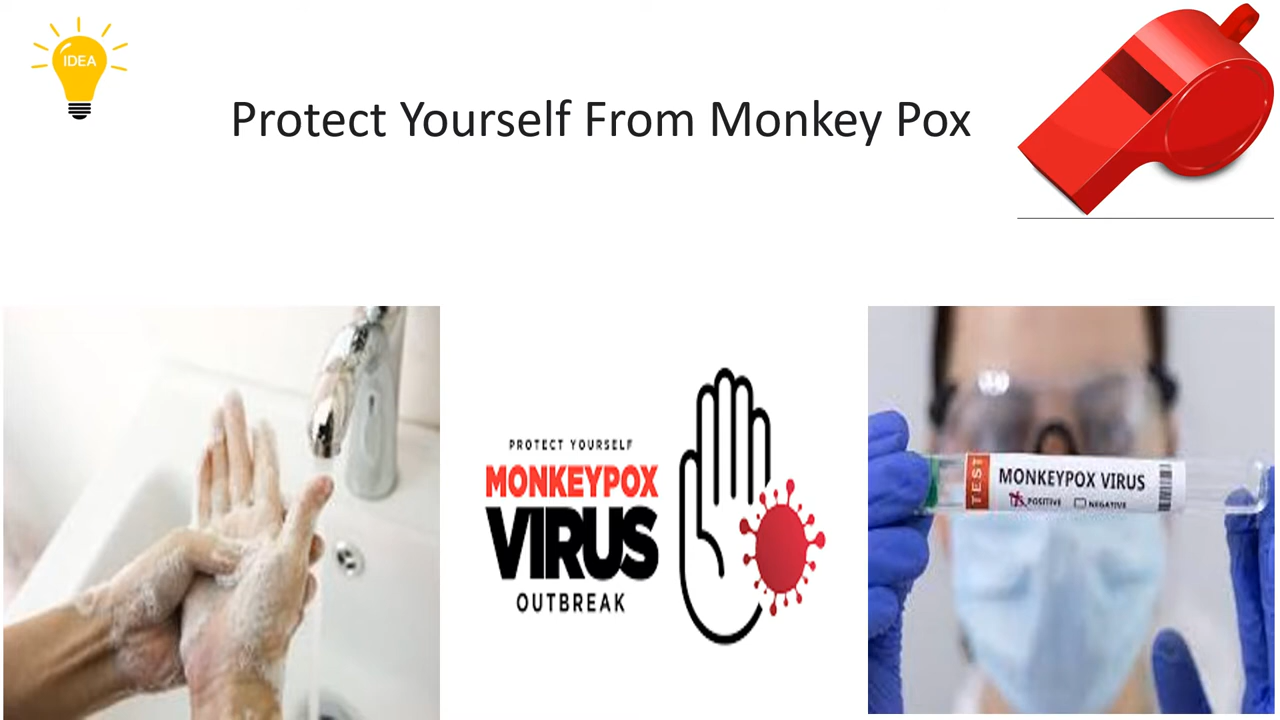 IDEA
Protect Yourself From Monkey Pox
PROTECT YOURSELF
MONKEYPOX
VIRUS
OUTBREAK
TEST
MONKEYPOX VIRUS
POSITIVE NEGATIVE